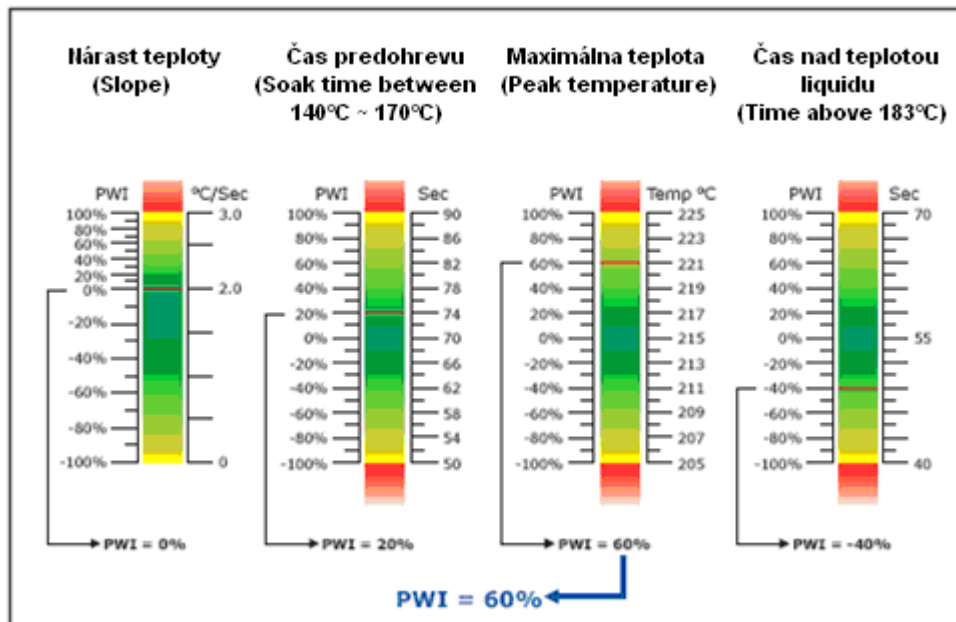 Nárast teploty
(Slope)
Čas predohrevu
(Soak time between
140°C ~ 170°C)
Maximálna teplota
(Peak temperature)
Čas nad teplotou
liquidu
(Time above 183°C)
PWI ºC/Sec
100% 3.0
80%
60%
40%
20%
0% 2.0
-20%
-40%
-60%
-80%
-100% 0
PWI = 0%
PWI Sec
100% 90
80% 86
60% 82
40% 78
20% 74
0% 70
-20% 66
-40% 62
-60% 58
-80% 54
-100% 50
PWI = 20%
PWI Temp ºC
100% 225
80% 223
60% 221
40% 219
20% 217
0% 215
-20% 213
-40% 211
-60% 209
-80% 207
-100% 205
PWI = 60%
PWI Sec
100% 70
80%
60%
40%
20%
0% 55
-20%
-40%
-60%
-80%
-100% 40
PWI = -40%
PWI = 60%